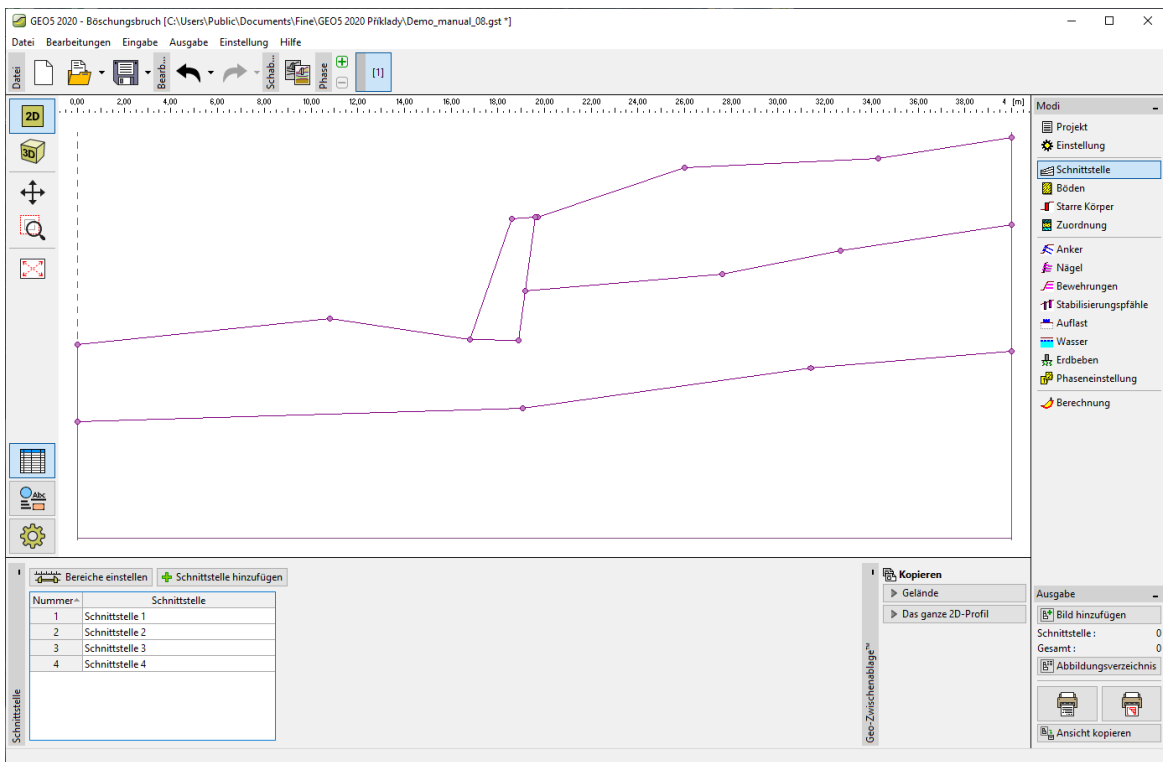 GEO5 2020 - Böschungsbruch [C:\Users\Public\Documents\Fine\GEO5 2020 Příklady\Demo_manual_08.gst *]
Datei Bearbeitungen Eingabe Ausgabe Einstellung Hilfe
Datei
Bearb...
Schab...
Phase
[1]
2D
3D
0,00 2,00 4,00 6,00 8,00 10,00 12,00 14,00 16,00 18,00 20,00 22,00 24,00 26,00 28,00 30,00 32,00 34,00 36,00 38,00 4 [m]
Modi
Projekt
Einstellung
Schnittstelle
Böden
Starre Körper
Zuordnung
Anker
Nägel
Bewehrungen
Stabilisierungspfähle
Auflast
Wasser
Erdbeben
Phaseneinstellung
Berechnung
Abc
Schnittstelle
Bereiche einstellen
Schnittstelle hinzufügen
Nummer Schnittstelle
1 Schnittstelle 1
2 Schnittstelle 2
3 Schnittstelle 3
4 Schnittstelle 4
Geo-Zwischenablage™
Kopieren
Gelände
Das ganze 2D-Profil
Ausgabe
Bild hinzufügen
Schnittstelle : 0
Gesamt : 0
Abbildungsverzeichnis
Ansicht kopieren